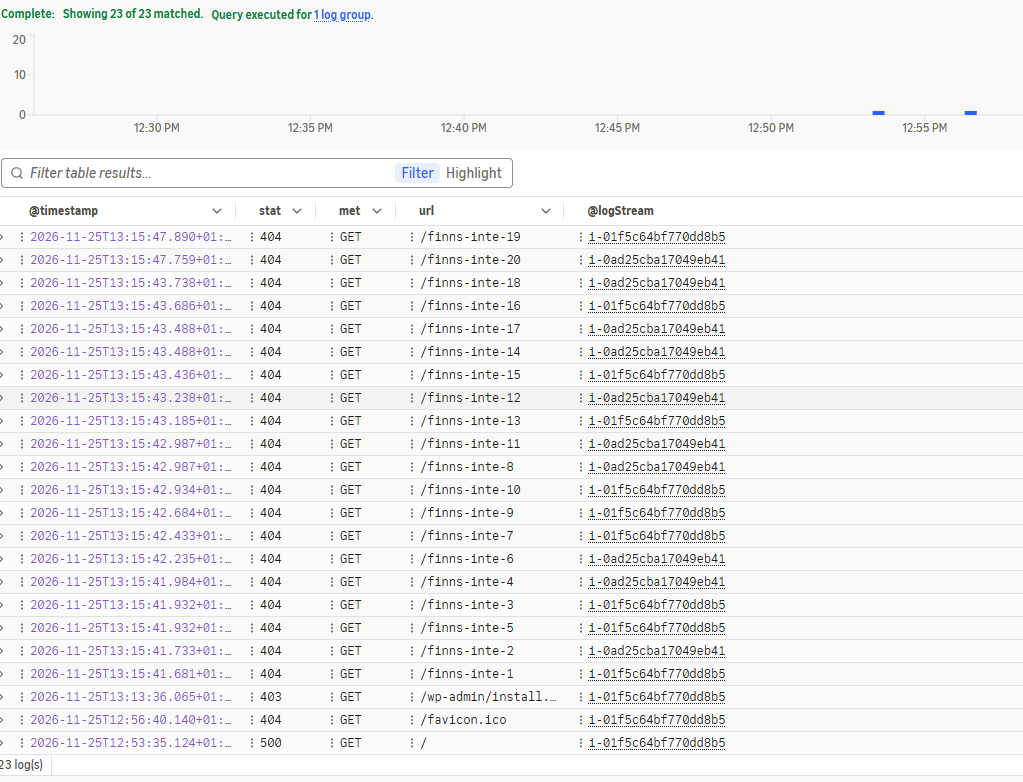 Complete: Showing 23 of 23 matched. Query executed for 1 log group.
20
10
0
12:30 PM 12:35 PM 12:40 PM 12:45 PM 12:50 PM 12:55 PM
Filter table results... Filter Highlight
@timestamp stat met url @logStream
2026-11-25T13:15:47.890+01:... 404 GET /finns-inte-19 i-01f5c64bf770dd8b5
2026-11-25T13:15:47.759+01:... 404 GET /finns-inte-20 i-0ad25cba17049eb41
2026-11-25T13:15:43.738+01:... 404 GET /finns-inte-18 i-0ad25cba17049eb41
2026-11-25T13:15:43.686+01:... 404 GET /finns-inte-16 i-01f5c64bf770dd8b5
2026-11-25T13:15:43.488+01:... 404 GET /finns-inte-17 i-0ad25cba17049eb41
2026-11-25T13:15:43.488+01:... 404 GET /finns-inte-14 i-0ad25cba17049eb41
2026-11-25T13:15:43.436+01:... 404 GET /finns-inte-15 i-01f5c64bf770dd8b5
2026-11-25T13:15:43.238+01:... 404 GET /finns-inte-12 i-0ad25cba17049eb41
2026-11-25T13:15:43.185+01:... 404 GET /finns-inte-13 i-01f5c64bf770dd8b5
2026-11-25T13:15:42.987+01:... 404 GET /finns-inte-11 i-0ad25cba17049eb41
2026-11-25T13:15:42.987+01:... 404 GET /finns-inte-8 i-0ad25cba17049eb41
2026-11-25T13:15:42.934+01:... 404 GET /finns-inte-10 i-01f5c64bf770dd8b5
2026-11-25T13:15:42.684+01:... 404 GET /finns-inte-9 i-01f5c64bf770dd8b5
2026-11-25T13:15:42.433+01:... 404 GET /finns-inte-7 i-01f5c64bf770dd8b5
2026-11-25T13:15:42.235+01:... 404 GET /finns-inte-6 i-0ad25cba17049eb41
2026-11-25T13:15:41.984+01:... 404 GET /finns-inte-4 i-0ad25cba17049eb41
2026-11-25T13:15:41.932+01:... 404 GET /finns-inte-3 i-01f5c64bf770dd8b5
2026-11-25T13:15:41.932+01:... 404 GET /finns-inte-5 i-01f5c64bf770dd8b5
2026-11-25T13:15:41.733+01:... 404 GET /finns-inte-2 i-0ad25cba17049eb41
2026-11-25T13:15:41.681+01:... 404 GET /finns-inte-1 i-01f5c64bf770dd8b5
2026-11-25T13:13:36.065+01:... 403 GET /wp-admin/install.... i-01f5c64bf770dd8b5
2026-11-25T12:56:40.140+01:... 404 GET /favicon.ico i-01f5c64bf770dd8b5
2026-11-25T12:53:35.124+01:... 500 GET / i-01f5c64bf770dd8b5
23 log(s)